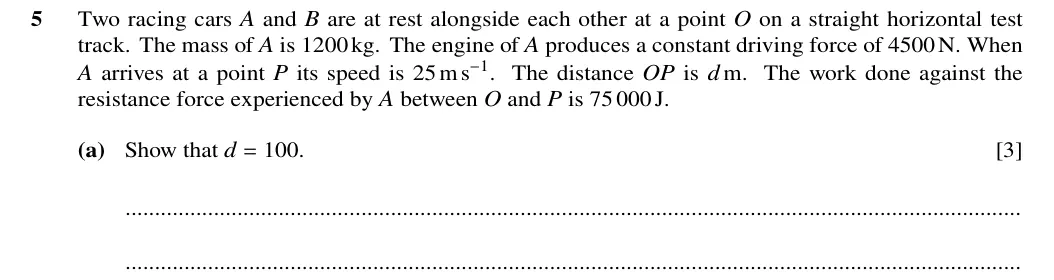 5 Two racing cars A and B are at rest alongside each other at a point O on a straight horizontal test
track. The mass of A is 1200 kg. The engine of A produces a constant driving force of 4500 N. When
A arrives at a point P its speed is 25 m s⁻¹. The distance OP is d m. The work done against the
resistance force experienced by A between O and P is 75 000 J.
(a) Show that d = 100. [3]